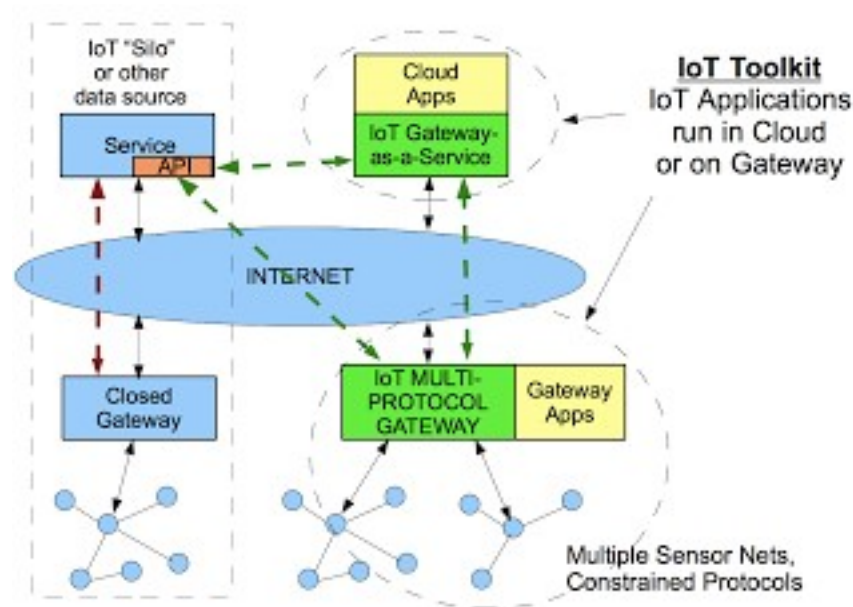 IoT "Silo"
or other
data source
Service
API
Cloud
Apps
IoT Gateway-
as-a-Service
IoT Toolkit
IoT Applications
run in Cloud
or on Gateway
INTERNET
Closed
Gateway
IoT MULTI-
PROTOCOL
GATEWAY
Gateway
Apps
Multiple Sensor Nets,
Constrained Protocols